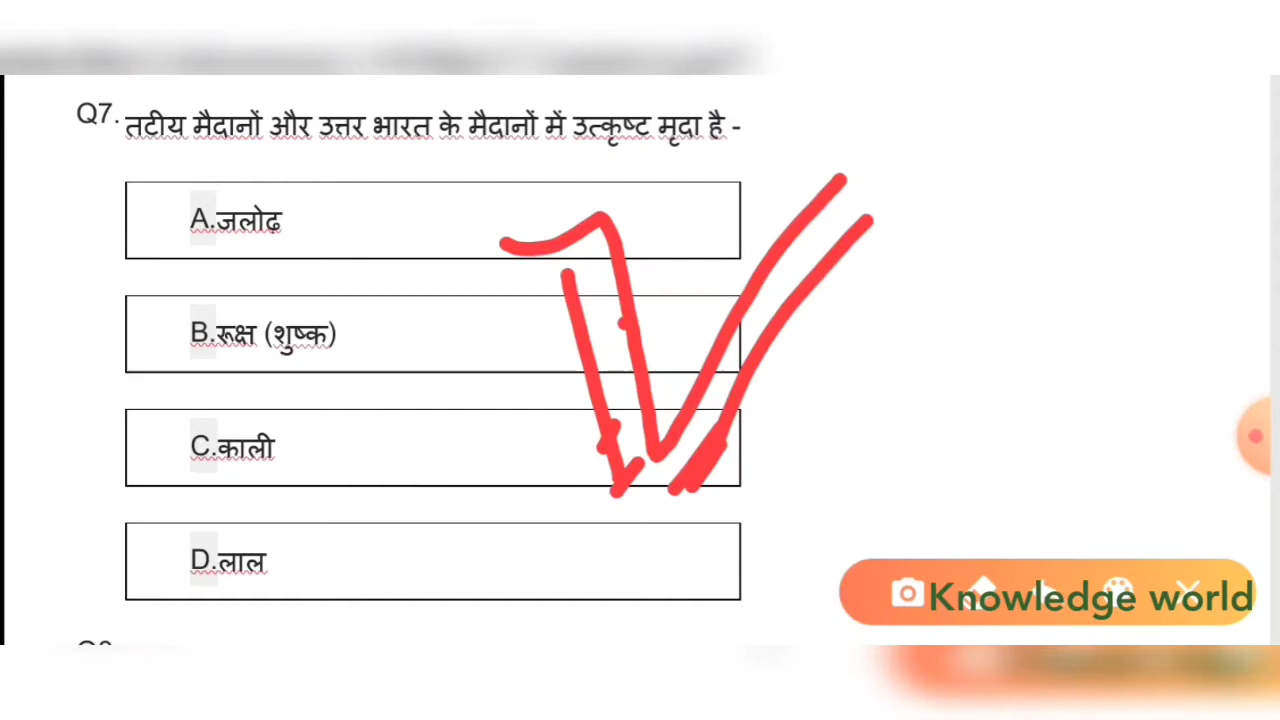 Q7. तटीय मैदानों और उत्तर भारत के मैदानों में उत्कृष्ट मृदा है -
A.जलोढ़
B.रूक्ष (शुष्क)
C.काली
D.लाल
Knowledge world